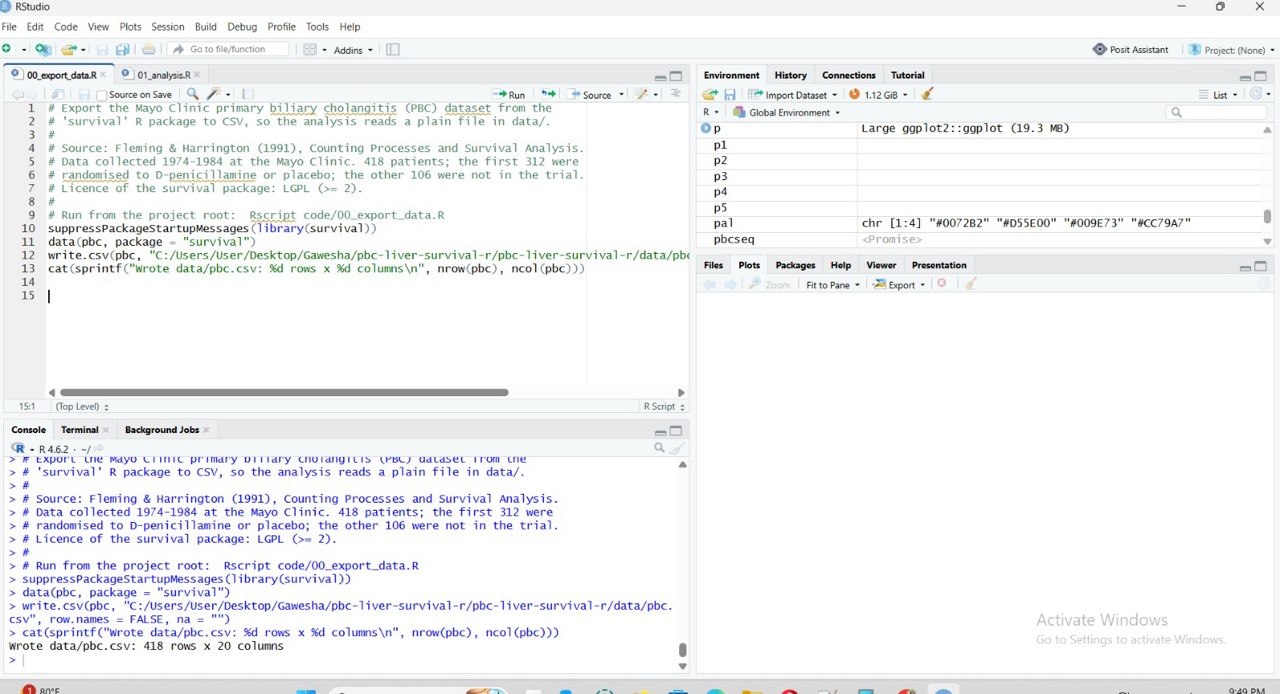 RStudio
File Edit Code View Plots Session Build Debug Profile Tools Help
Go to file/function Addins Posit Assistant Project: (None)
00_export_data.R 01_analysis.R
Source on Save Run Source
1 # Export the Mayo Clinic primary biliary cholangitis (PBC) dataset from the
2 # 'survival' R package to CSV, so the analysis reads a plain file in data/.
3 #
4 # Source: Fleming & Harrington (1991), Counting Processes and Survival Analysis.
5 # Data collected 1974-1984 at the Mayo Clinic. 418 patients; the first 312 were
6 # randomised to D-penicillamine or placebo; the other 106 were not in the trial.
7 # Licence of the survival package: LGPL (>= 2).
8 #
9 # Run from the project root:  Rscript code/00_export_data.R
10 suppressPackageStartupMessages(library(survival))
11 data(pbc, package = "survival")
12 write.csv(pbc, "C:/Users/User/Desktop/Gawesha/pbc-liver-survival-r/pbc-liver-survival-r/data/pbc
13 cat(sprintf("Wrote data/pbc.csv: %d rows x %d columns\n", nrow(pbc), ncol(pbc)))
14
15
15:1 (Top Level) R Script
Console Terminal Background Jobs
R 4.6.2 · ~/
> # Export the Mayo Clinic primary biliary cholangitis (PBC) dataset from the
> # 'survival' R package to CSV, so the analysis reads a plain file in data/.
> #
> # Source: Fleming & Harrington (1991), Counting Processes and Survival Analysis.
> # Data collected 1974-1984 at the Mayo Clinic. 418 patients; the first 312 were
> # randomised to D-penicillamine or placebo; the other 106 were not in the trial.
> # Licence of the survival package: LGPL (>= 2).
> #
> # Run from the project root:  Rscript code/00_export_data.R
> suppressPackageStartupMessages(library(survival))
> data(pbc, package = "survival")
> write.csv(pbc, "C:/Users/User/Desktop/Gawesha/pbc-liver-survival-r/pbc-liver-survival-r/data/pbc.
csv", row.names = FALSE, na = "")
> cat(sprintf("Wrote data/pbc.csv: %d rows x %d columns\n", nrow(pbc), ncol(pbc)))
Wrote data/pbc.csv: 418 rows x 20 columns
>
Environment History Connections Tutorial
Import Dataset 1.12 GiB List
R Global Environment
p Large ggplot2::ggplot (19.3 MB)
p1
p2
p3
p4
p5
pal chr [1:4] "#0072B2" "#D55E00" "#009E73" "#CC79A7"
pbcseq <Promise>
Files Plots Packages Help Viewer Presentation
Zoom Fit to Pane Export
Activate Windows
Go to Settings to activate Windows.
1 80°F 9:49 PM